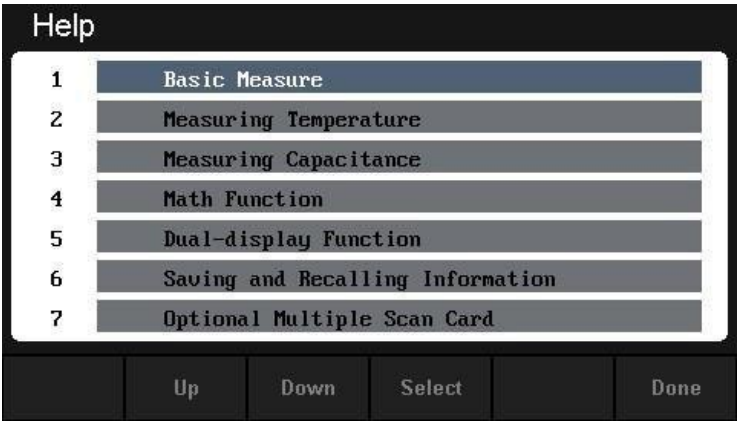 Help
1 Basic Measure
2 Measuring Temperature
3 Measuring Capacitance
4 Math Function
5 Dual-display Function
6 Saving and Recalling Information
7 Optional Multiple Scan Card
Up Down Select Done